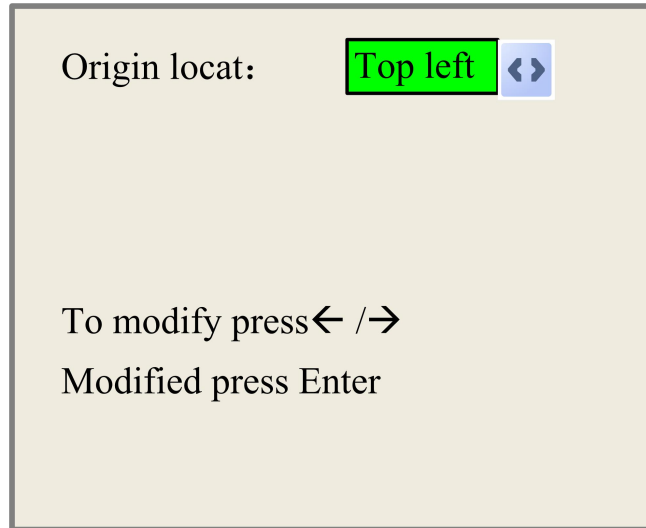 Origin locat： Top left
To modify press← /→
Modified press Enter